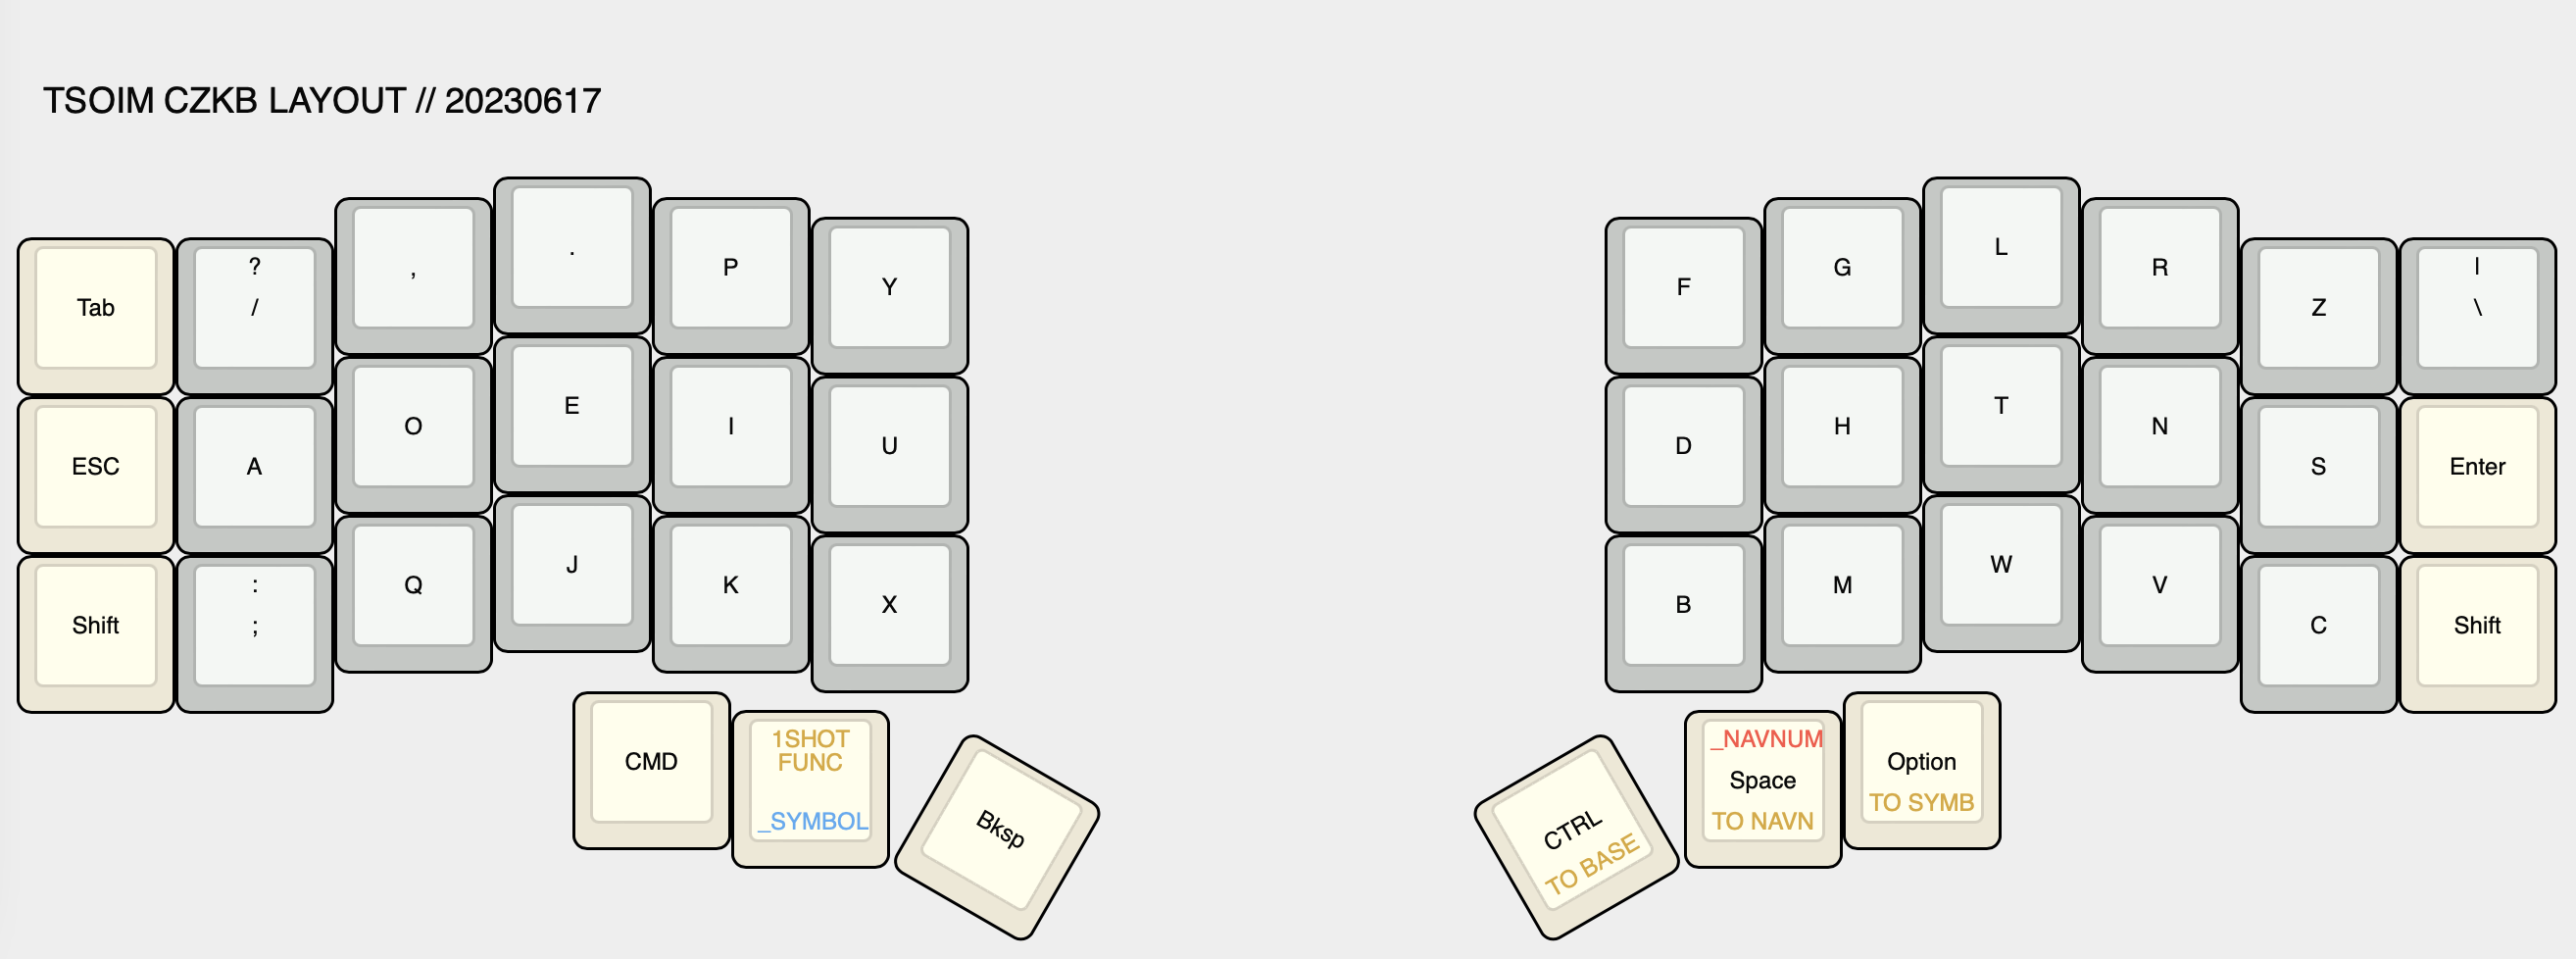 TSOIM CZKB LAYOUT // 20230617
Tab
?
/
,
.
P
Y
F
G
L
R
Z
|
\
ESC
A
O
E
I
U
D
H
T
N
S
Enter
Shift
:
;
Q
J
K
X
B
M
W
V
C
Shift
CMD
1SHOT
FUNC
_SYMBOL
Bksp
CTRL
TO BASE
_NAVNUM
Space
TO NAVN
Option
TO SYMB